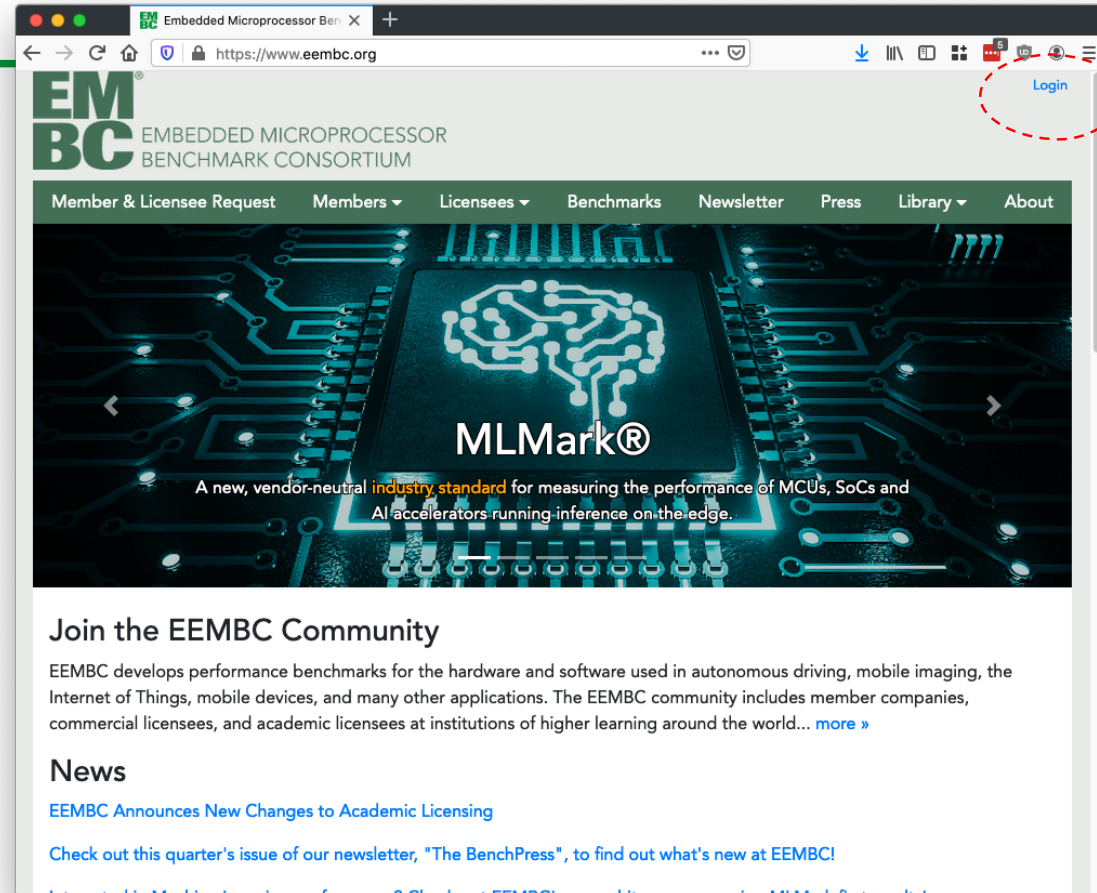 Embedded Microprocessor Ben
https://www.eembc.org
5
Login
EM®
BC
EMBEDDED MICROPROCESSOR
BENCHMARK CONSORTIUM
Member & Licensee Request Members Licensees Benchmarks Newsletter Press Library About
MLMark®
A new, vendor-neutral industry standard for measuring the performance of MCUs, SoCs and
AI accelerators running inference on the edge.
Join the EEMBC Community
EEMBC develops performance benchmarks for the hardware and software used in autonomous driving, mobile imaging, the
Internet of Things, mobile devices, and many other applications. The EEMBC community includes member companies,
commercial licensees, and academic licensees at institutions of higher learning around the world... more »
News
EEMBC Announces New Changes to Academic Licensing
Check out this quarter's issue of our newsletter, "The BenchPress", to find out what's new at EEMBC!